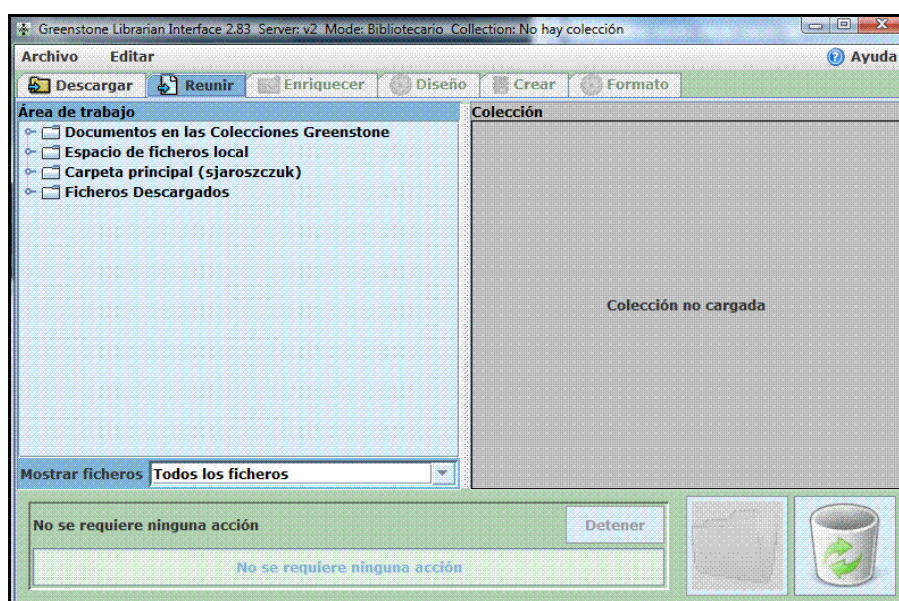 Greenstone Librarian Interface 2.83 Server: v2 Mode: Bibliotecario Collection: No hay colección
Archivo Editar Ayuda
Descargar Reunir Enriquecer Diseño Crear Formato
Área de trabajo
Documentos en las Colecciones Greenstone
Espacio de ficheros local
Carpeta principal (sjaroszczuk)
Ficheros Descargados
Mostrar ficheros Todos los ficheros
Colección
Colección no cargada
No se requiere ninguna acción Detener
No se requiere ninguna acción